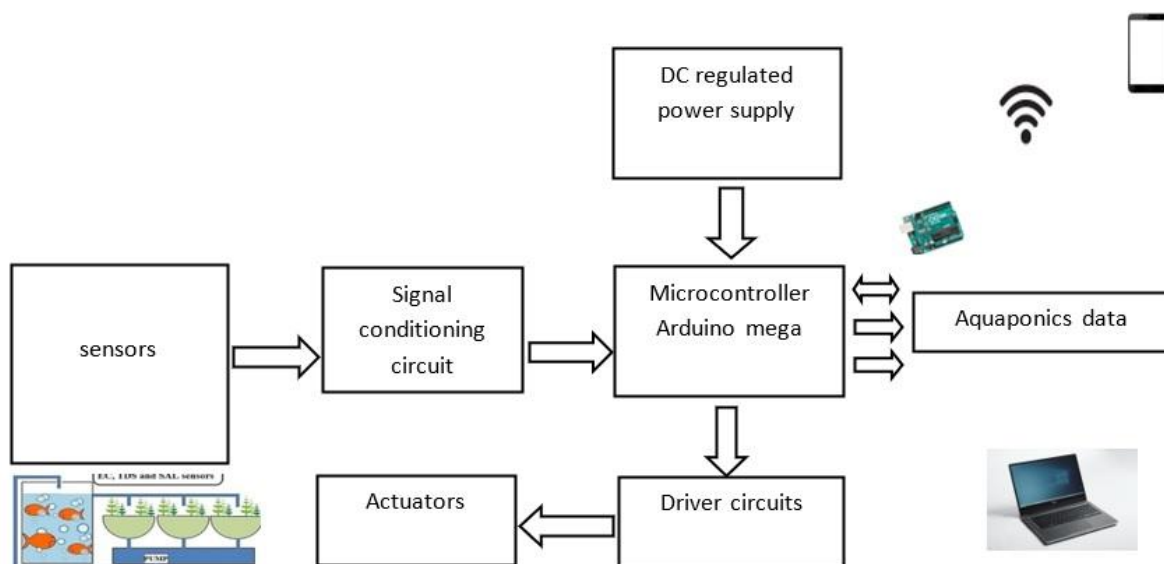 DC regulated
power supply
sensors
Signal
conditioning
circuit
Microcontroller
Arduino mega
Aquaponics data
EC, TDS and SAL sensors
PUMP
Actuators
Driver circuits